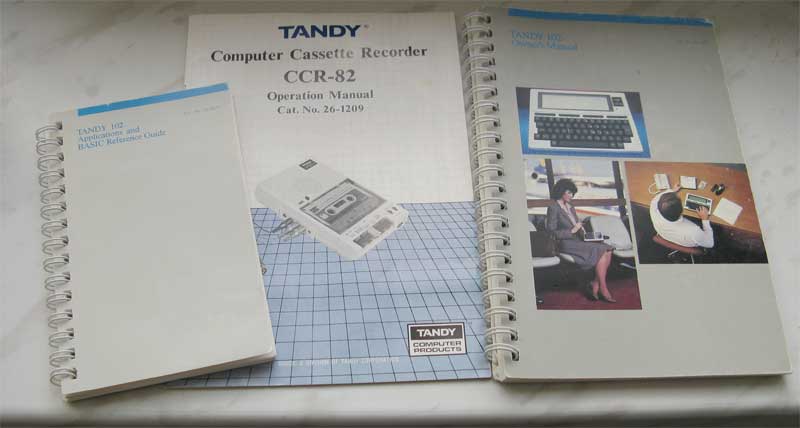 TANDY 102
Applications and
BASIC Reference Guide
TANDY®
Computer Cassette Recorder
CCR-82
Operation Manual
Cat. No. 26-1209
TANDY
COMPUTER
PRODUCTS
TANDY 102
Owner's Manual